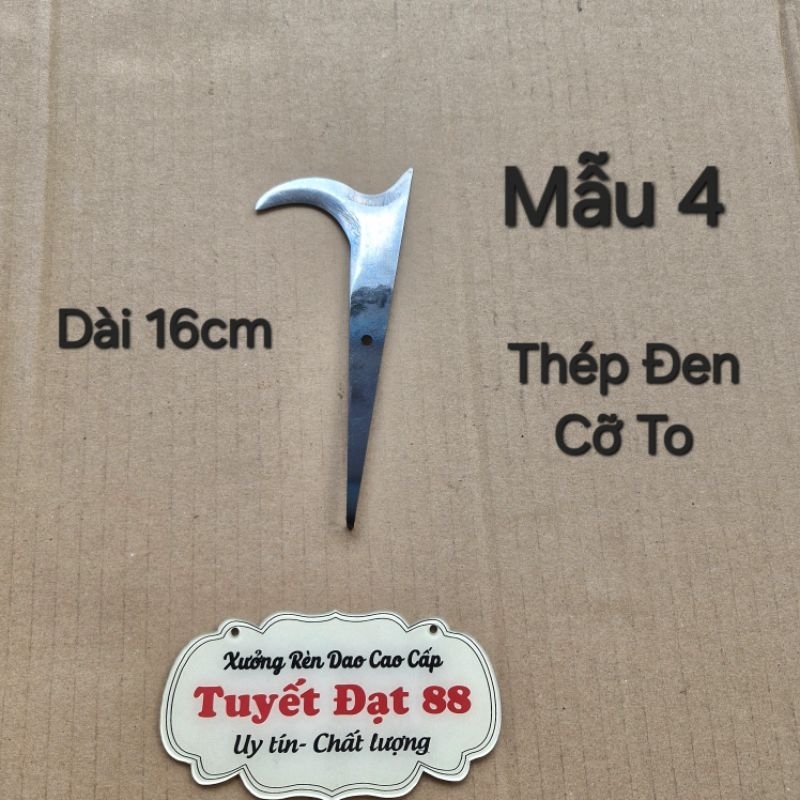 Mẫu 4
Dài 16cm
Thép Đen
Cỡ To
Xưởng Rèn Dao Cao Cấp
Tuyết Đạt 88
Uy tín- Chất lượng